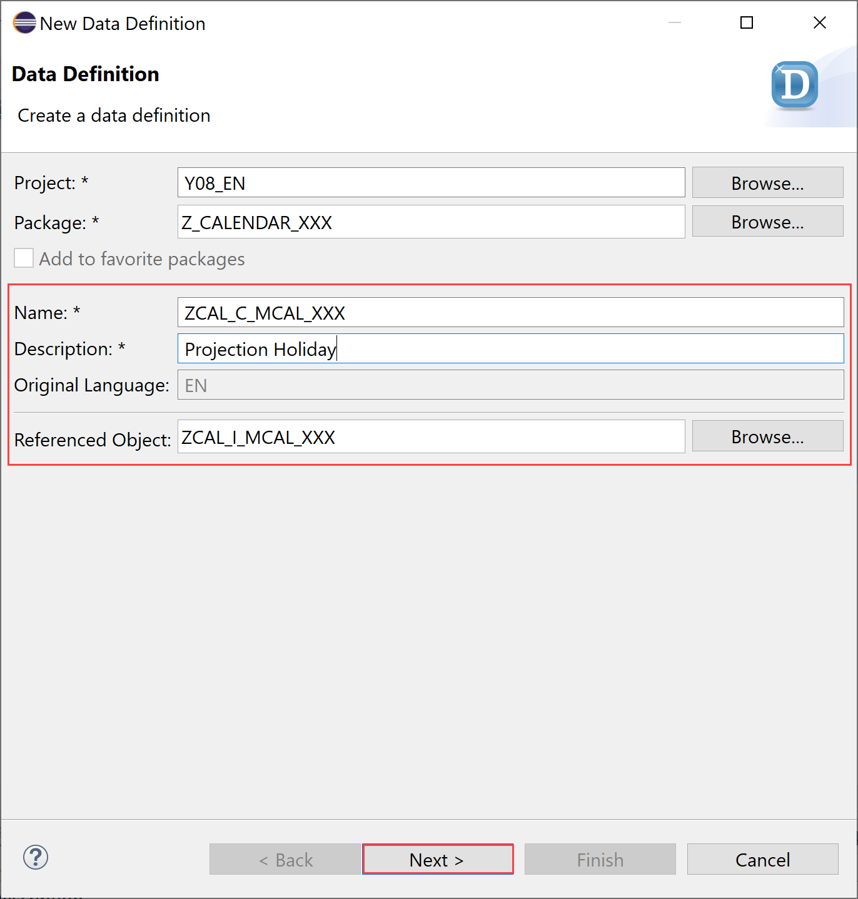 New Data Definition
Data Definition
D
Create a data definition
Project: * Y08_EN Browse...
Package: * Z_CALENDAR_XXX Browse...
Add to favorite packages
Name: * ZCAL_C_MCAL_XXX
Description: * Projection Holiday
Original Language: EN
Referenced Object: ZCAL_I_MCAL_XXX Browse...
? < Back Next > Finish Cancel